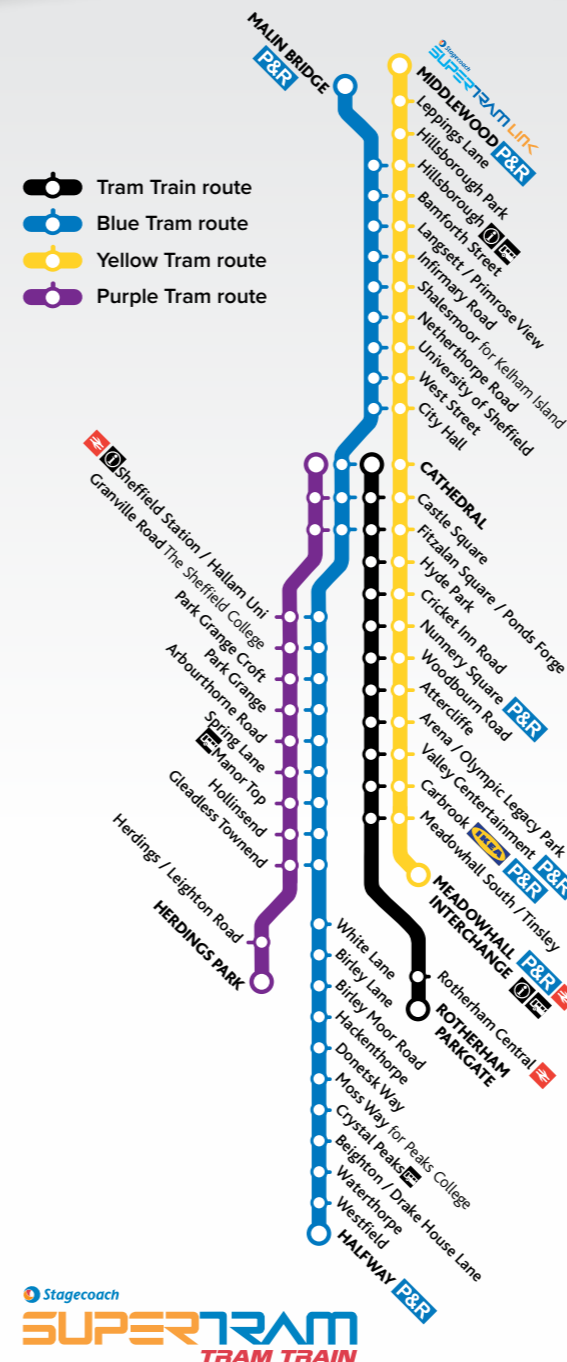 MALIN BRIDGE
P&R
Stagecoach
SUPERTRAM LINK
MIDDLEWOOD P&R
Leppings Lane
Hillsborough Park
Hillsborough
Bamforth Street
Langsett / Primrose View
Infirmary Road
Shalesmoor for Kelham Island
Netherthorpe Road
University of Sheffield
West Street
City Hall
Tram Train route
Blue Tram route
Yellow Tram route
Purple Tram route
CATHEDRAL
Castle Square
Fitzalan Square / Ponds Forge
Hyde Park
Cricket Inn Road
Nunnery Square P&R
Woodbourn Road
Attercliffe
Arena / Olympic Legacy Park
Valley Centertainment P&R
Carbrook IKEA P&R
Meadowhall South / Tinsley
MEADOWHALL
INTERCHANGE
P&R
Sheffield Station / Hallam Uni
Granville Road The Sheffield College
Park Grange Croft
Park Grange
Arbourthorne Road
Spring Lane
Manor Top
Hollinsend
Gleadless Townend
Herdings / Leighton Road
HERDINGS PARK
Rotherham Central
ROTHERHAM
PARKGATE
White Lane
Birley Lane
Birley Moor Road
Hackenthorpe
Donetsk Way
Moss Way for Peaks College
Crystal Peaks
Beighton / Drake House Lane
Waterthorpe
Westfield
HALFWAY P&R
Stagecoach
SUPERTRAM
TRAM TRAIN